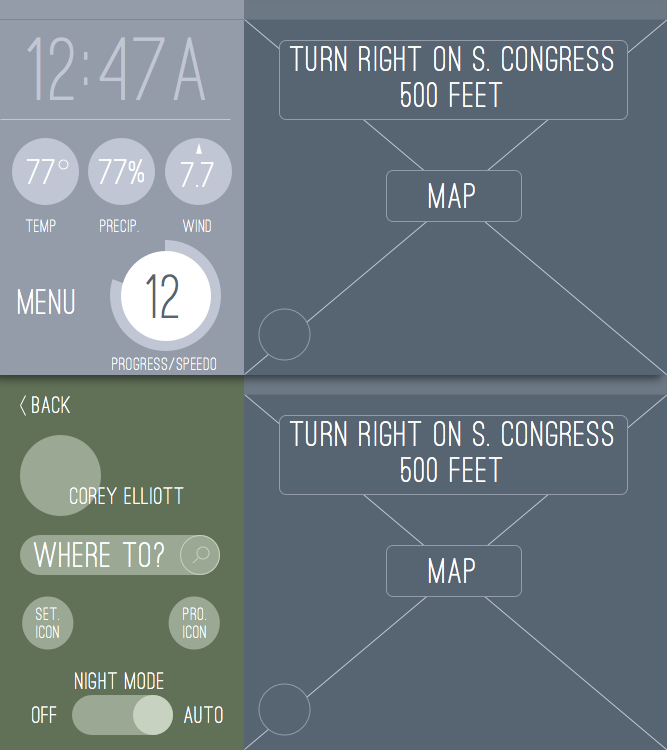 12:47A
77°
77%
7.7
TEMP
PRECIP.
WIND
MENU
12
PROGRESS/SPEEDO
TURN RIGHT ON S. CONGRESS
500 FEET
MAP
BACK
COREY ELLIOTT
WHERE TO?
SET.
ICON
PRO.
ICON
NIGHT MODE
OFF
AUTO
TURN RIGHT ON S. CONGRESS
500 FEET
MAP